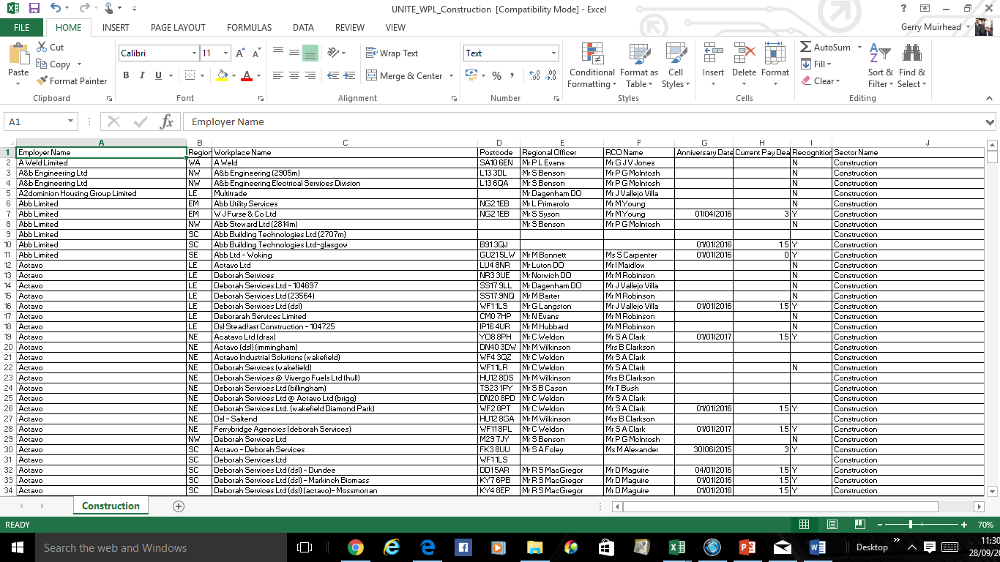 UNITE_WPL_Construction [Compatibility Mode] - Excel
FILE HOME INSERT PAGE LAYOUT FORMULAS DATA REVIEW VIEW Gerry Muirhead
Cut
Copy
Format Painter
Paste
Clipboard
Calibri 11
B I U
Font
Wrap Text
Merge & Center
Alignment
Text
Number
Conditional Formatting
Format as Table
Cell Styles
Styles
Insert Delete Format
Cells
AutoSum
Fill
Clear
Sort & Filter
Find & Select
Editing
A1 fx Employer Name
A B C D E F G H I J
1 Employer Name Region Workplace Name Postcode Regional Officer RCO Name Anniversary Date Current Pay Dea Recognition Sector Name
2 A Weld Limited WA A Weld SA10 6EN Mr P L Evans Mr G J V Jones N Construction
3 A&b Engineering Ltd NW A&b Engineering (2905m) L13 3DL Mr S Benson Mr P G McIntosh N Construction
4 A&b Engineering Ltd NW A&b Engineering Electrical Services Division L13 6QA Mr S Benson Mr P G McIntosh N Construction
5 A2dominion Housing Group Limited LE Multitrade Mr Dagenham DO Mr J Vallejo Villa N Construction
6 Abb Limited EM Abb Utility Services NG2 1EB Mr L Primarolo Mr M Young N Construction
7 Abb Limited EM W J Furse & Co Ltd NG2 1EB Mr S Syson Mr M Young 01/04/2016 3 Y Construction
8 Abb Limited NW Abb Steward Ltd (2814m) Mr S Benson Mr P G McIntosh N Construction
9 Abb Limited SC Abb Building Technologies Ltd (2707m) Construction
10 Abb Limited SC Abb Building Technologies Ltd-glasgow B91 3QJ 01/01/2016 1.5 Y Construction
11 Abb Limited SE Abb Ltd - Woking GU21 5LW Mr M Bonnett Ms S Carpenter 01/01/2016 0 Y Construction
12 Actavo LE Actavo Ltd LU4 8NR Mr Luton DO Mr I Maidlow N Construction
13 Actavo LE Deborah Services NR3 3UE Mr Norwich DO Mr M Robinson N Construction
14 Actavo LE Deborah Services Ltd - 104697 SS17 9LL Mr Dagenham DO Mr J Vallejo Villa N Construction
15 Actavo LE Deborah Services Ltd (23564) SS17 9NQ Mr M Barter Mr M Robinson N Construction
16 Actavo LE Deborah Services Ltd (dsl) WF1 1LS Mr G Langston Mr J Vallejo Villa 01/01/2016 1.5 Y Construction
17 Actavo LE Deborarah Services Limited CM0 7HP Mr N Evans Mr M Robinson N Construction
18 Actavo LE Dsl Steadfast Construction - 104725 IP16 4UR Mr M Hubbard Mr M Robinson N Construction
19 Actavo NE Acatavo Ltd (drax) YO8 8PH Mr C Weldon Mr S A Clark 01/01/2017 1.5 Y Construction
20 Actavo NE Actavo (dsl) (immingham) DN40 3DW Mr M Wilkinson Mrs B Clarkson Construction
21 Actavo NE Actavo Industrial Solutions (wakefield) WF4 3QZ Mr C Weldon Mr S A Clark Construction
22 Actavo NE Deborah Services (wakefield) WF1 1LR Mr C Weldon Mr S A Clark N Construction
23 Actavo NE Deborah Services @ Vivergo Fuels Ltd (hull) HU12 8DS Mr M Wilkinson Mrs B Clarkson Construction
24 Actavo NE Deborah Services Ltd (billingham) TS23 1PY Mr S B Cason Mr T Bush Construction
25 Actavo NE Deborah Services Ltd @ Actavo Ltd (brigg) DN20 8PD Mr C Weldon Mr S A Clark Construction
26 Actavo NE Deborah Services Ltd. (wakefield Diamond Park) WF2 8PT Mr C Weldon Mr S A Clark 01/01/2016 1.5 Y Construction
27 Actavo NE Dsl - Saltend HU12 8GA Mr M Wilkinson Mrs B Clarkson Construction
28 Actavo NE Ferrybridge Agencies (deborah Services) WF11 8PL Mr C Weldon Mr S A Clark 01/01/2017 1.5 Y Construction
29 Actavo NW Deborah Services Ltd M29 7JY Mr S Benson Mr P G McIntosh N Construction
30 Actavo SC Actavo - Deborah Services FK3 8UU Mr S A Foley Ms M Alexander 30/06/2015 3 Y Construction
31 Actavo SC Deborah Services Ltd WF1 1LS Construction
32 Actavo SC Deborah Services Ltd (dsl) - Dundee DD1 5AR Mr R S MacGregor Mr D Maguire 04/01/2016 1.5 Y Construction
33 Actavo SC Deborah Services Ltd (dsl) - Markinch Biomass KY7 6PB Mr R S MacGregor Mr D Maguire 01/01/2016 1.5 Y Construction
34 Actavo SC Deborah Services Ltd (dsl) (actavo)- Mossmorran KY4 8EP Mr R S MacGregor Mr D Maguire 01/01/2016 1.5 Y Construction
Construction
READY 70%
Search the web and Windows Desktop 11:30
28/09/20